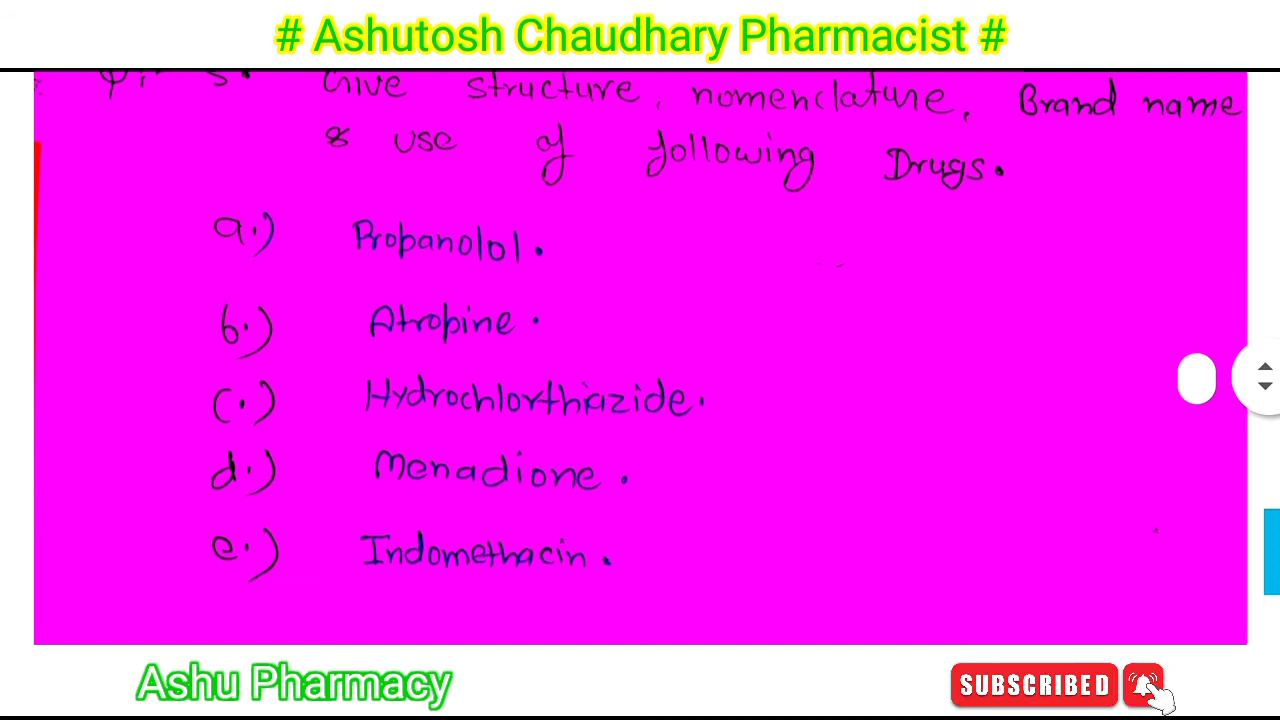 # Ashutosh Chaudhary Pharmacist #
Give structure, nomenclature, Brand name
& use of following Drugs.
a.) Propanolol.
b.) Atropine.
c.) Hydrochlorthiazide.
d.) Menadione.
e.) Indomethacin.
Ashu Pharmacy
SUBSCRIBED